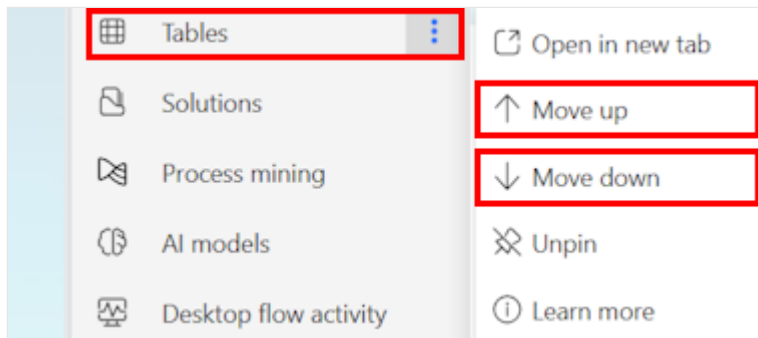 Tables
Solutions
Process mining
AI models
Desktop flow activity
Open in new tab
Move up
Move down
Unpin
Learn more